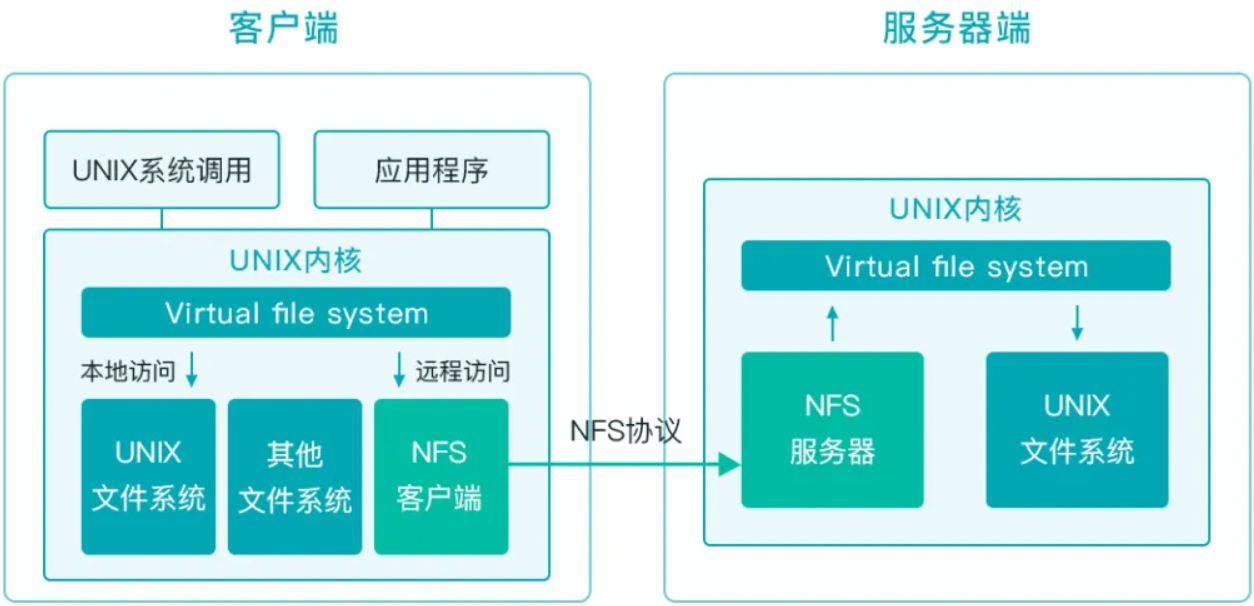 客户端
服务器端
UNIX系统调用
应用程序
UNIX内核
Virtual file system
本地访问
远程访问
UNIX
文件系统
其他
文件系统
NFS
客户端
NFS协议
UNIX内核
Virtual file system
NFS
服务器
UNIX
文件系统